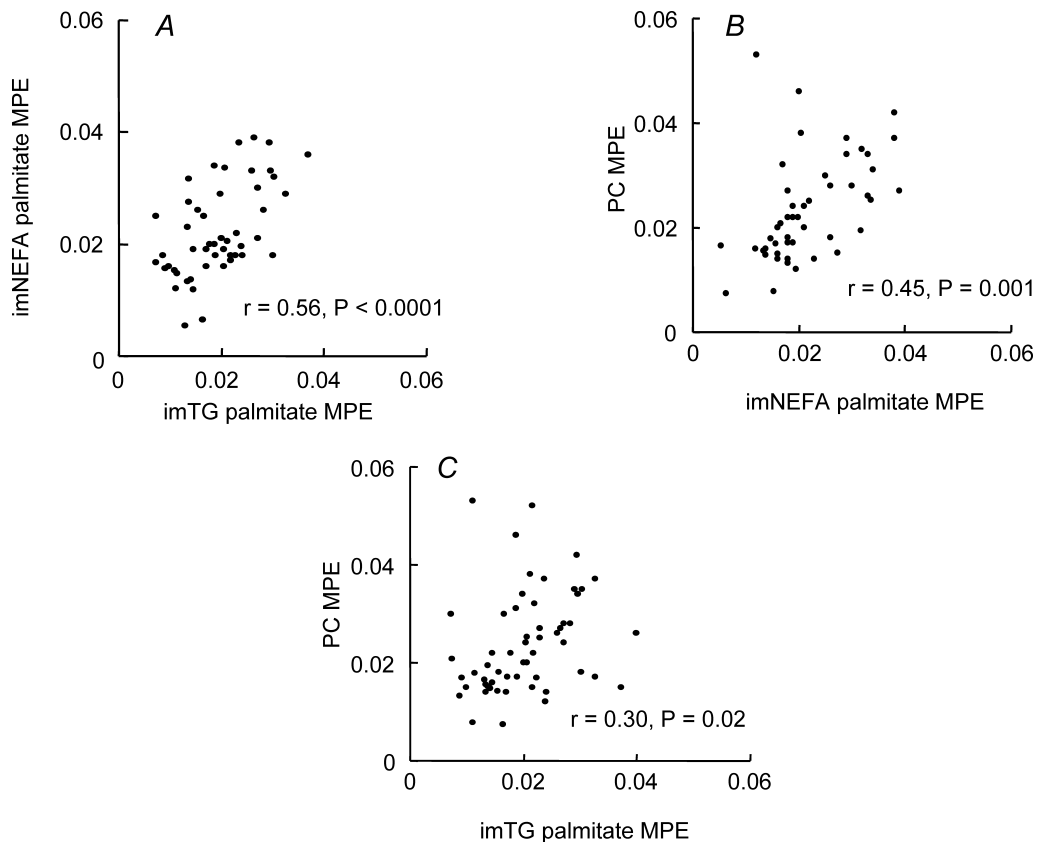 A
0.06
0.04
0.02
0
imNEFA palmitate MPE
r = 0.56, P < 0.0001
0 0.02 0.04 0.06
imTG palmitate MPE
B
0.06
0.04
0.02
0
PC MPE
r = 0.45, P = 0.001
0 0.02 0.04 0.06
imNEFA palmitate MPE
C
0.06
0.04
0.02
0
PC MPE
r = 0.30, P = 0.02
0 0.02 0.04 0.06
imTG palmitate MPE